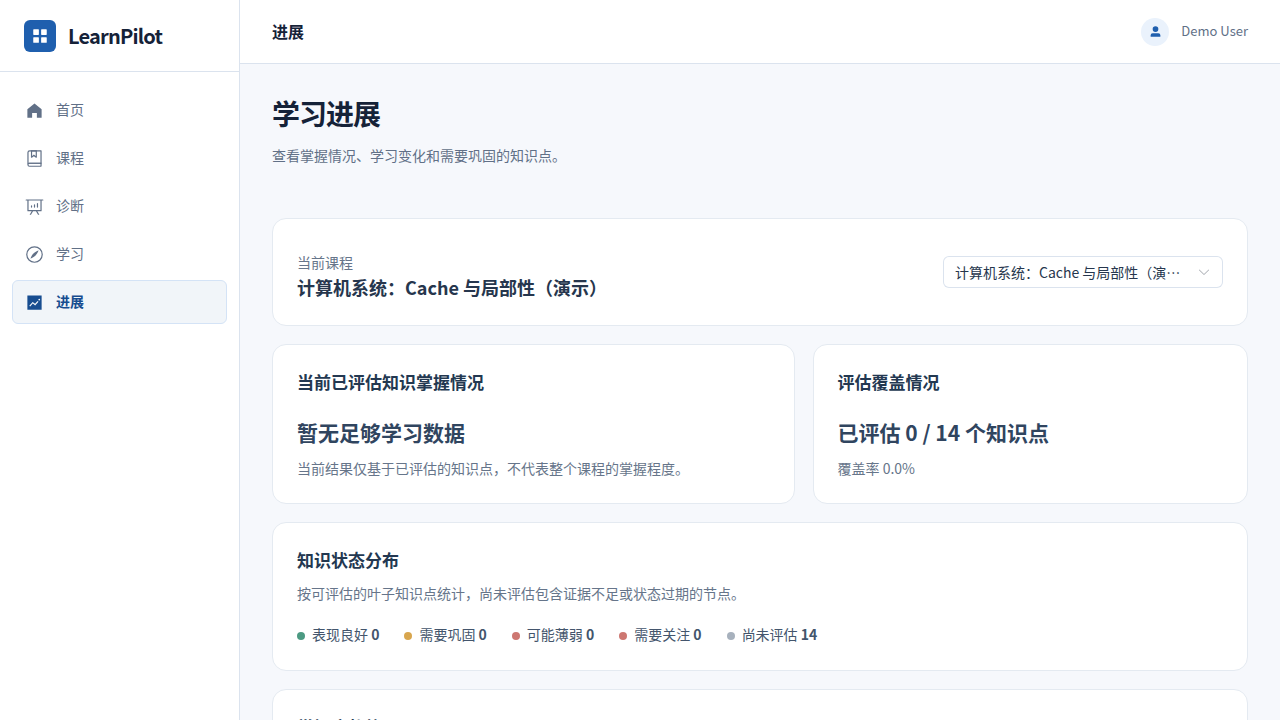 LearnPilot
首页
课程
诊断
学习
进展
进展
Demo User
学习进展
查看掌握情况、学习变化和需要巩固的知识点。
当前课程
计算机系统：Cache 与局部性（演示）
计算机系统：Cache 与局部性（演…
当前已评估知识掌握情况
暂无足够学习数据
当前结果仅基于已评估的知识点，不代表整个课程的掌握程度。
评估覆盖情况
已评估 0 / 14 个知识点
覆盖率 0.0%
知识状态分布
按可评估的叶子知识点统计，尚未评估包含证据不足或状态过期的节点。
表现良好 0 需要巩固 0 可能薄弱 0 需要关注 0 尚未评估 14